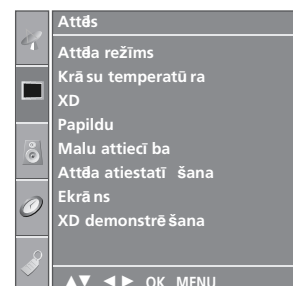 Attēls
Attēla režīms
Krāsu temperatūra
XD
Papildu
Malu attiecība
Attēla atiestatīšana
Ekrāns
XD demonstrēšana
▲▼ ◄► OK MENU